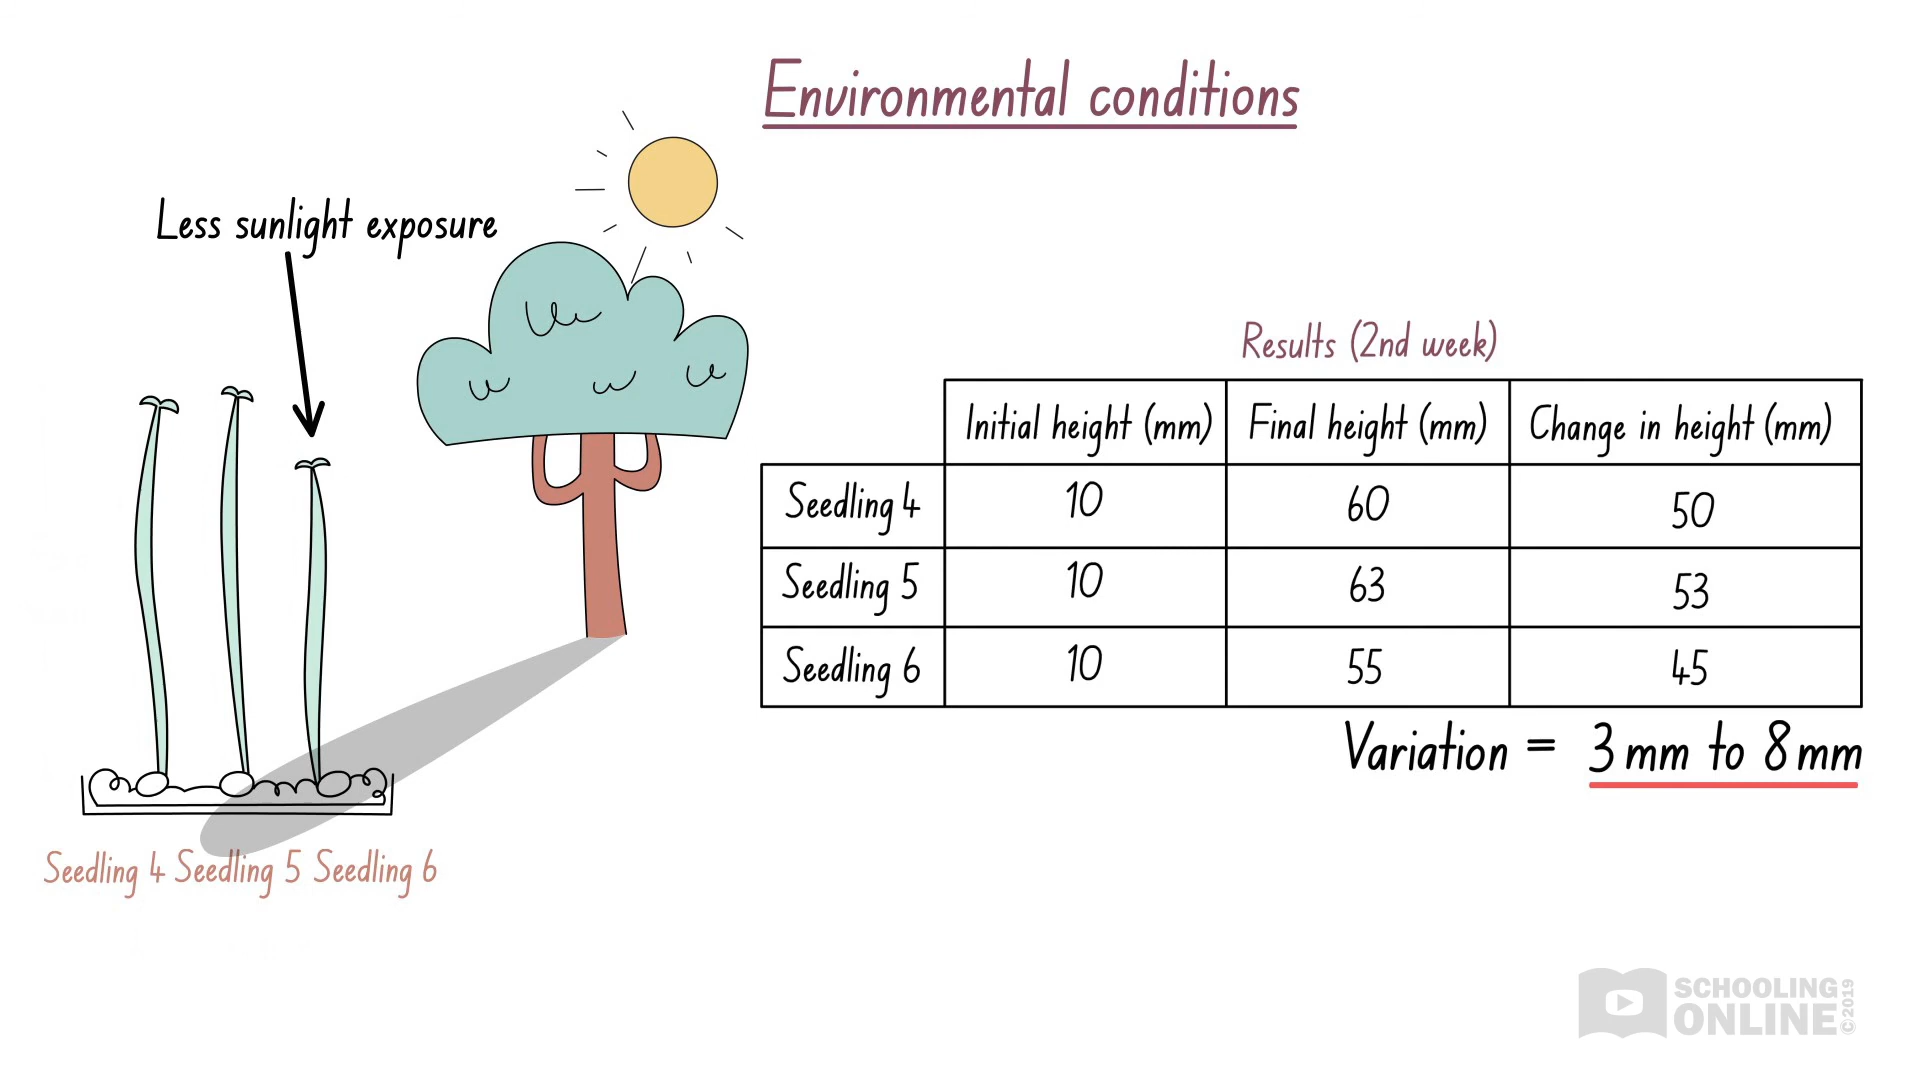 Environmental conditions
Less sunlight exposure
Results (2nd week)
Initial height (mm) Final height (mm) Change in height (mm)
Seedling 4 10 60 50
Seedling 5 10 63 53
Seedling 6 10 55 45
Variation = 3 mm to 8 mm
Seedling 4 Seedling 5 Seedling 6
SCHOOLING
ONLINE
©2019